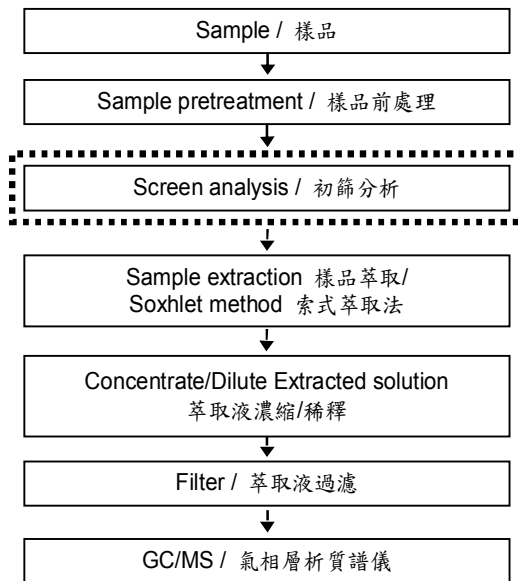 Sample / 樣品
Sample pretreatment / 樣品前處理
Screen analysis / 初篩分析
Sample extraction 樣品萃取/
Soxhlet method 索式萃取法
Concentrate/Dilute Extracted solution
萃取液濃縮/稀釋
Filter / 萃取液過濾
GC/MS / 氣相層析質譜儀